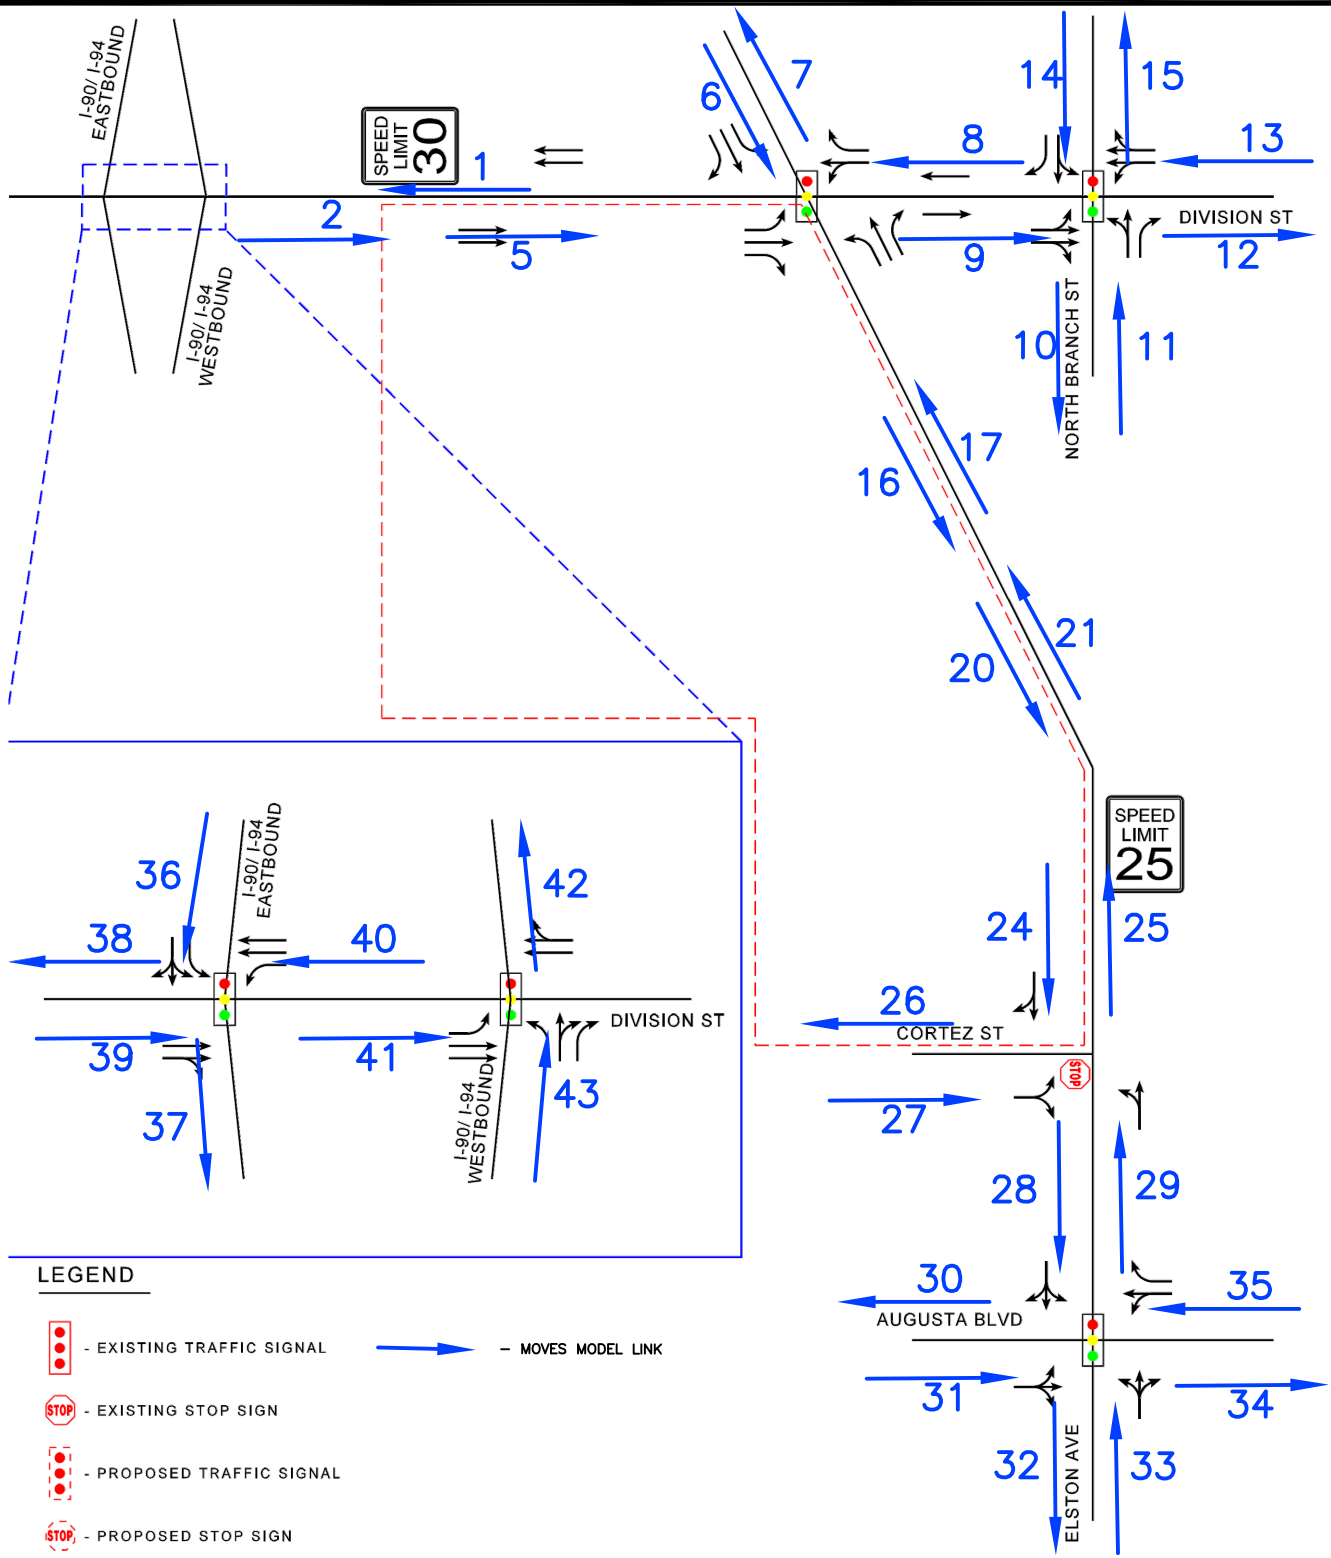 I-90/ I-94
EASTBOUND
SPEED
LIMIT
30
1
2
5
6
7
8
9
14
15
13
DIVISION ST
12
10
NORTH BRANCH ST
11
I-90/ I-94
WESTBOUND
16
17
20
21
SPEED
LIMIT
25
24
25
26
CORTEZ ST
STOP
27
28
29
30
35
AUGUSTA BLVD
31
34
32
ELSTON AVE
33
36
I-90/ I-94
EASTBOUND
42
38
40
DIVISION ST
39
41
37
I-90/ I-94
WESTBOUND
43
LEGEND
- EXISTING TRAFFIC SIGNAL
- MOVES MODEL LINK
STOP - EXISTING STOP SIGN
- PROPOSED TRAFFIC SIGNAL
STOP - PROPOSED STOP SIGN